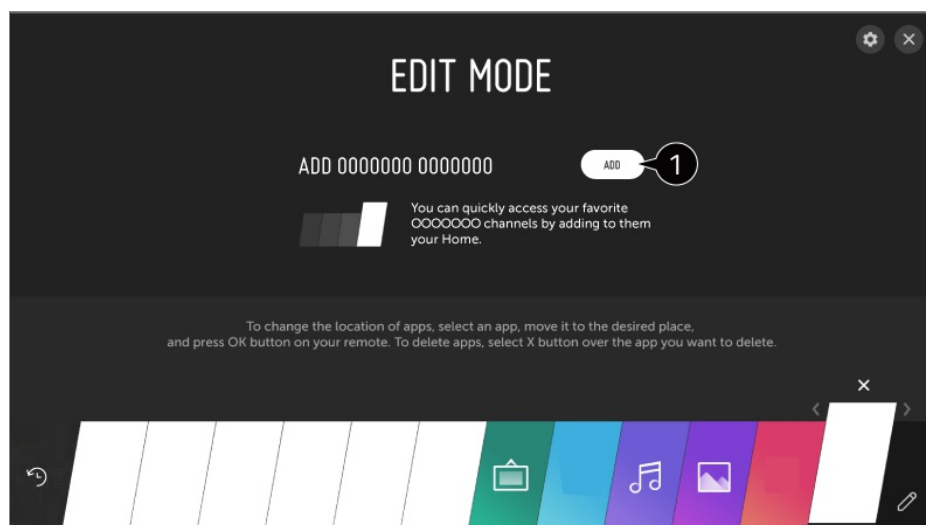 EDIT MODE
ADD OOOOOOO OOOOOOO
ADD
1
You can quickly access your favorite
OOOOOOO channels by adding to them
your Home.
To change the location of apps, select an app, move it to the desired place,
and press OK button on your remote. To delete apps, select X button over the app you want to delete.